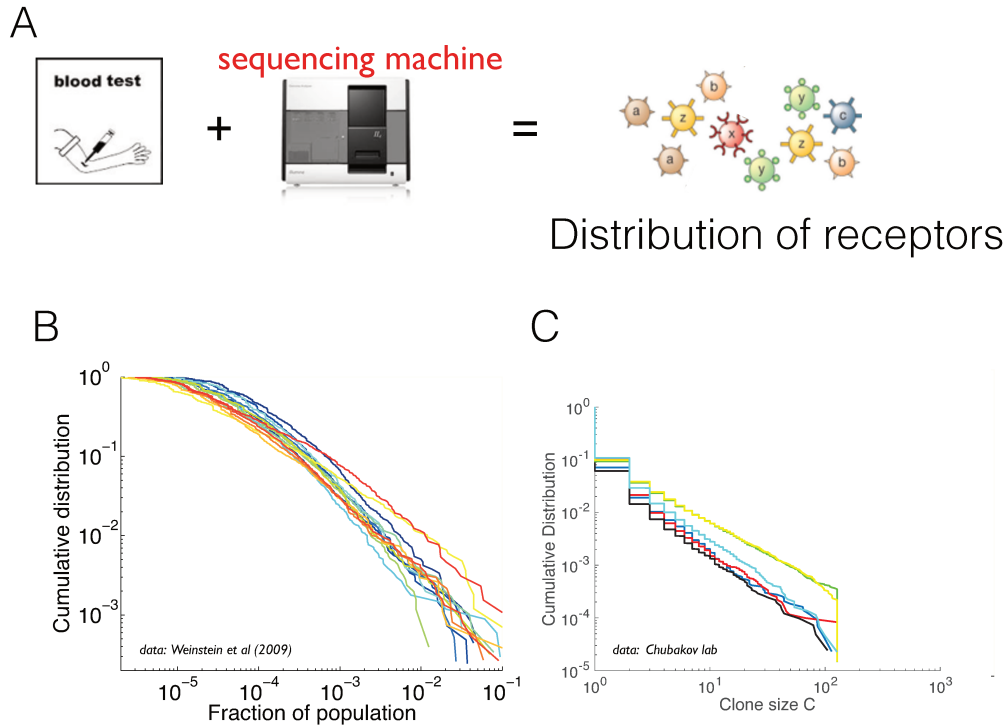 A
blood test
+
sequencing machine
=
a
z
b
x
y
c
a
y
z
b
Distribution of receptors
B
Cumulative distribution
10^0
10^-1
10^-2
10^-3
data: Weinstein et al (2009)
10^-5
10^-4
10^-3
10^-2
10^-1
Fraction of population
C
Cumulative Distribution
10^0
10^-1
10^-2
10^-3
10^-4
10^-5
data: Chubakov lab
10^0
10^1
10^2
10^3
Clone size C